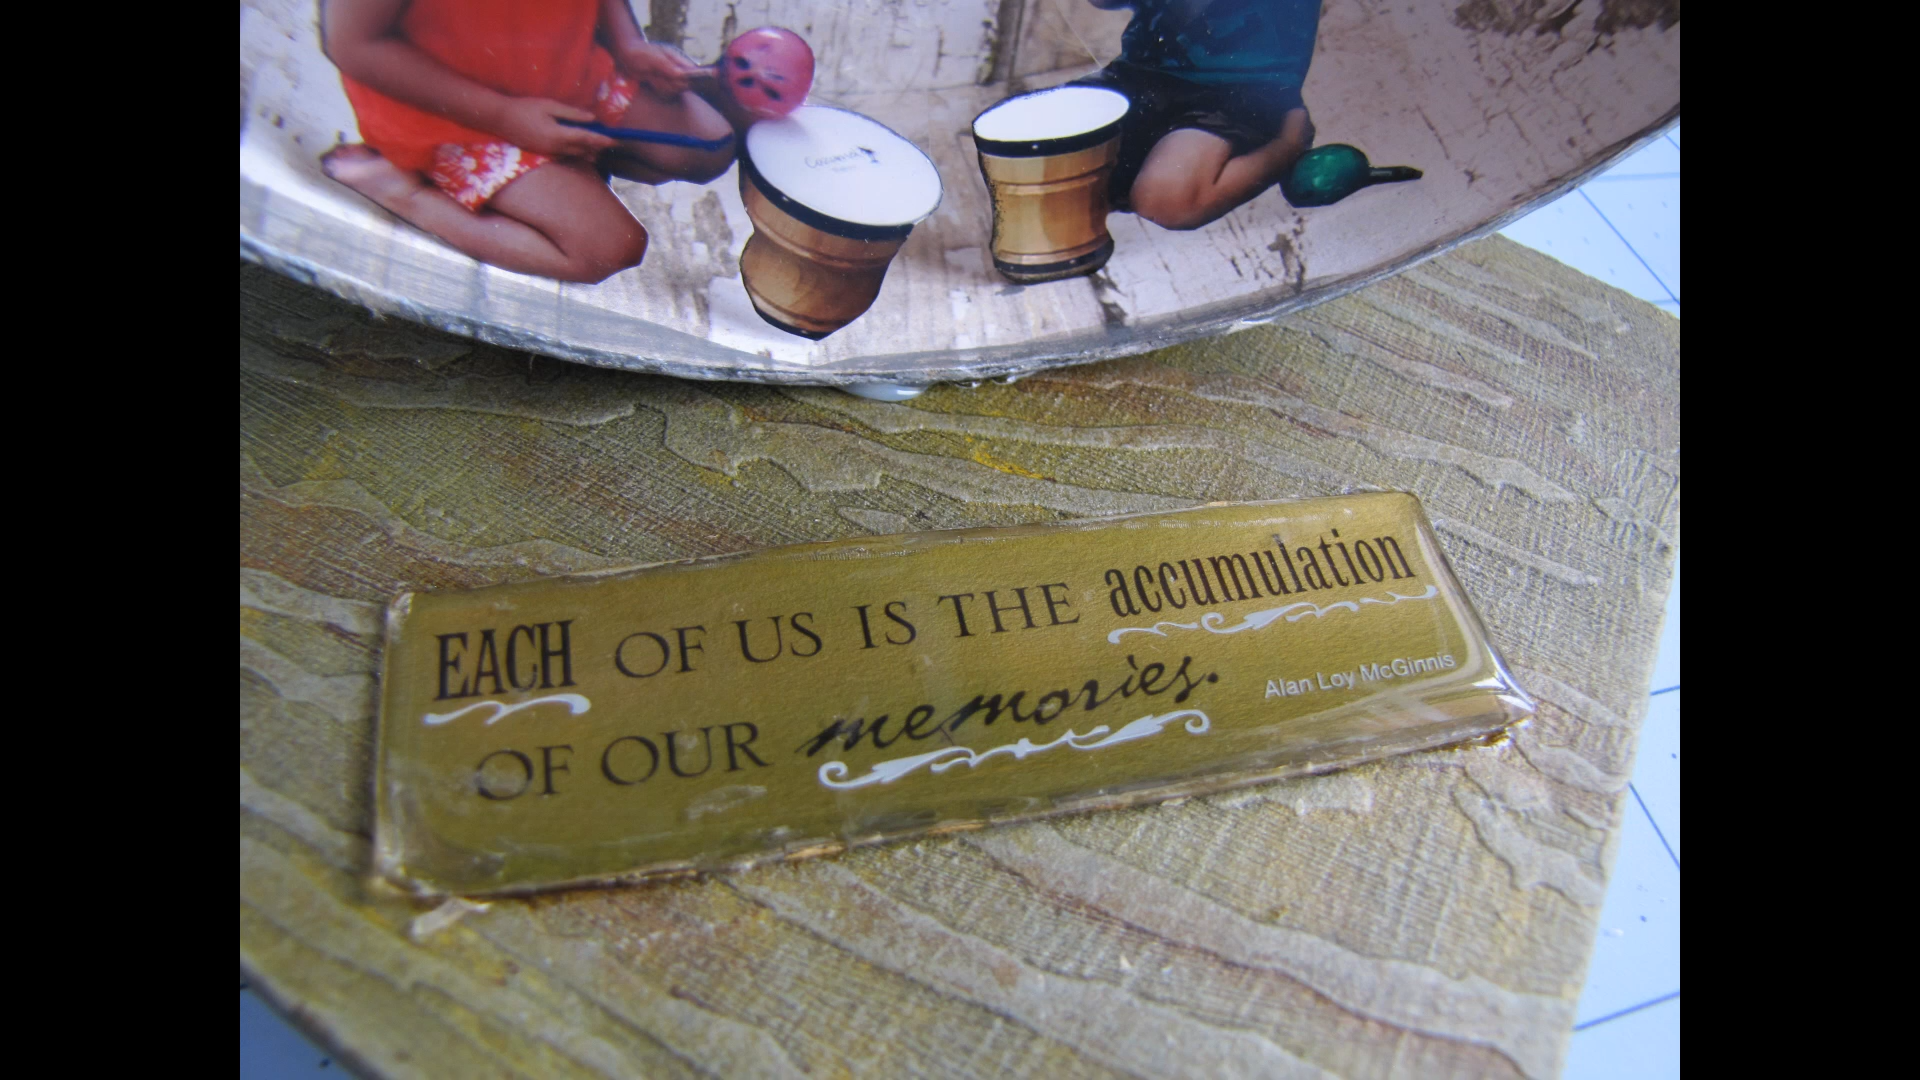 EACH OF US IS THE accumulation
OF OUR memories.
Alan Loy McGinnis